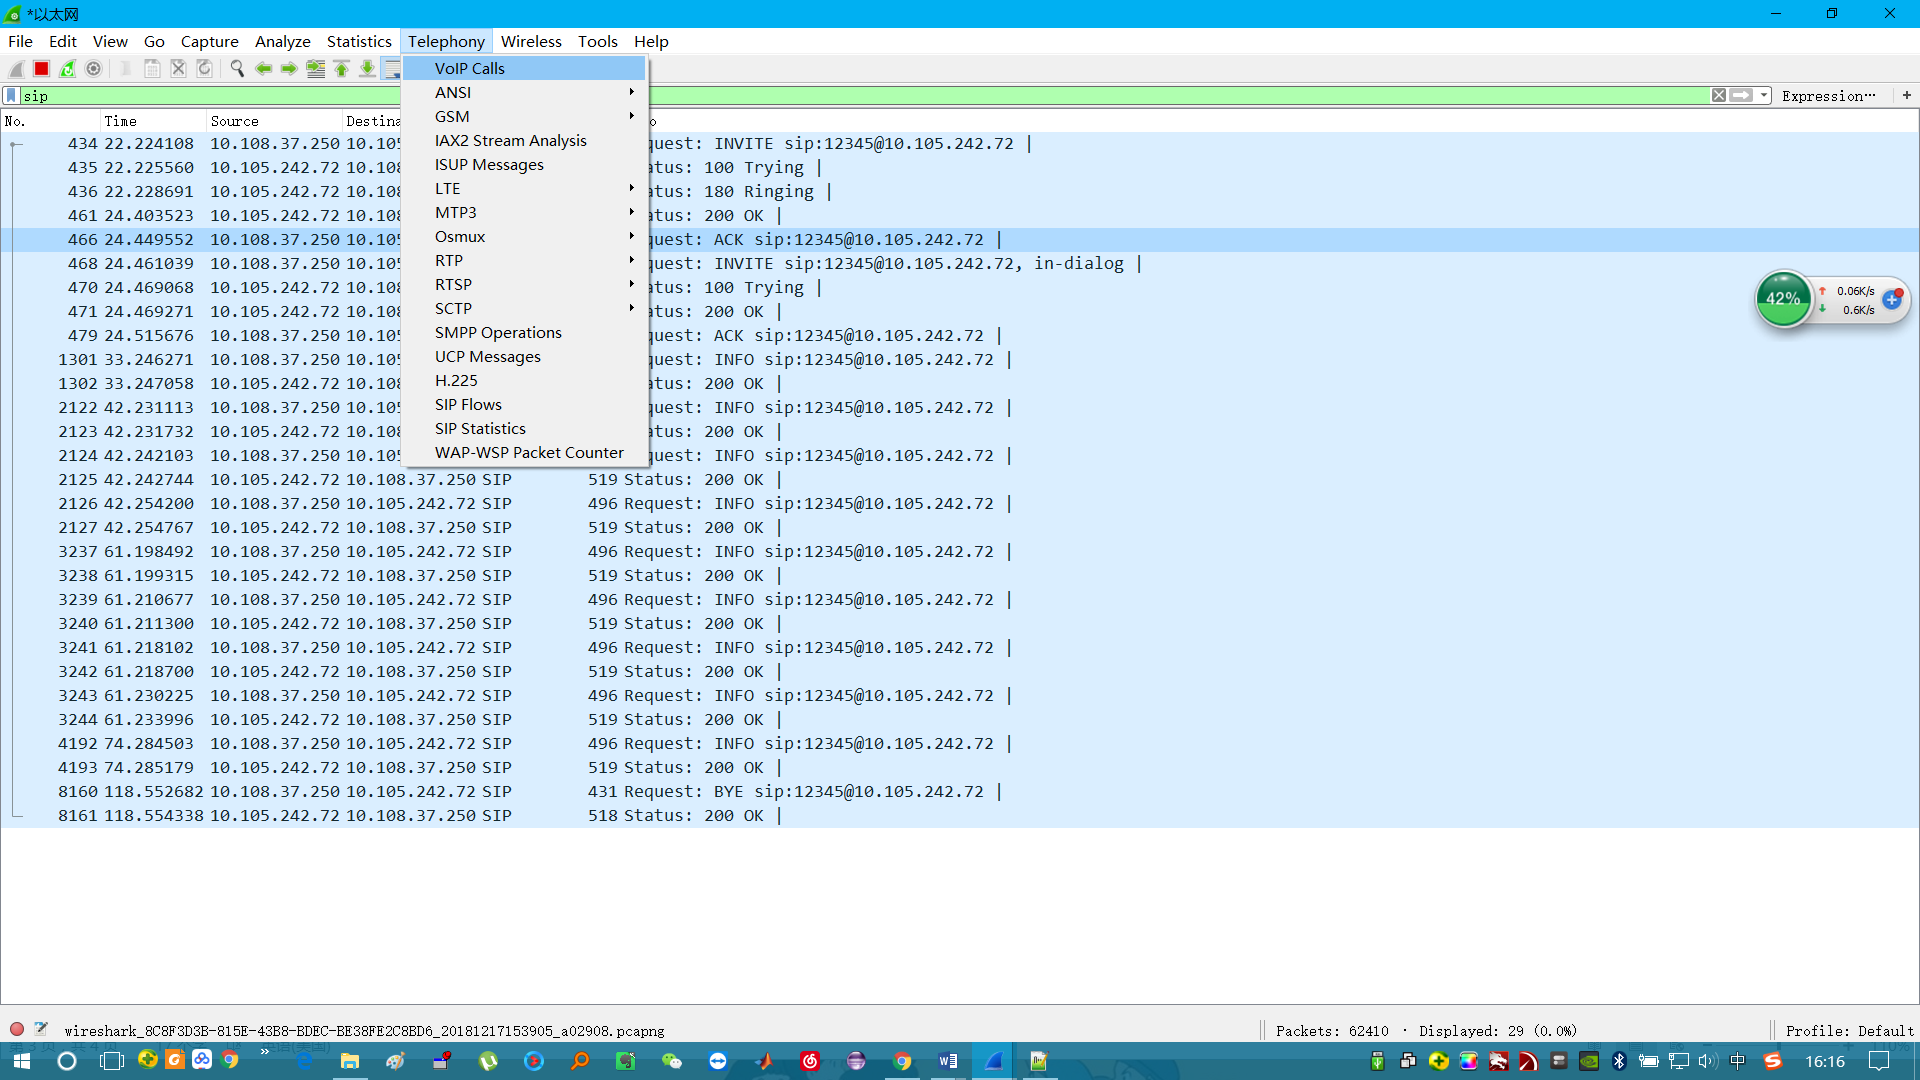 *以太网
File Edit View Go Capture Analyze Statistics Telephony Wireless Tools Help
VoIP Calls
ANSI
GSM
IAX2 Stream Analysis
ISUP Messages
LTE
MTP3
Osmux
RTP
RTSP
SCTP
SMPP Operations
UCP Messages
H.225
SIP Flows
SIP Statistics
WAP-WSP Packet Counter
sip Expression… +
No. Time Source Destina o
434 22.224108 10.108.37.250 10.105 quest: INVITE sip:12345@10.105.242.72 |
435 22.225560 10.105.242.72 10.108 atus: 100 Trying |
436 22.228691 10.105.242.72 10.108 atus: 180 Ringing |
461 24.403523 10.105.242.72 10.108 atus: 200 OK |
466 24.449552 10.108.37.250 10.105 quest: ACK sip:12345@10.105.242.72 |
468 24.461039 10.108.37.250 10.105 quest: INVITE sip:12345@10.105.242.72, in-dialog |
470 24.469068 10.105.242.72 10.108 atus: 100 Trying |
471 24.469271 10.105.242.72 10.108 atus: 200 OK |
479 24.515676 10.108.37.250 10.105 quest: ACK sip:12345@10.105.242.72 |
1301 33.246271 10.108.37.250 10.105 quest: INFO sip:12345@10.105.242.72 |
1302 33.247058 10.105.242.72 10.108 atus: 200 OK |
2122 42.231113 10.108.37.250 10.105 quest: INFO sip:12345@10.105.242.72 |
2123 42.231732 10.105.242.72 10.108 atus: 200 OK |
2124 42.242103 10.108.37.250 10.105 quest: INFO sip:12345@10.105.242.72 |
2125 42.242744 10.105.242.72 10.108.37.250 SIP 519 Status: 200 OK |
2126 42.254200 10.108.37.250 10.105.242.72 SIP 496 Request: INFO sip:12345@10.105.242.72 |
2127 42.254767 10.105.242.72 10.108.37.250 SIP 519 Status: 200 OK |
3237 61.198492 10.108.37.250 10.105.242.72 SIP 496 Request: INFO sip:12345@10.105.242.72 |
3238 61.199315 10.105.242.72 10.108.37.250 SIP 519 Status: 200 OK |
3239 61.210677 10.108.37.250 10.105.242.72 SIP 496 Request: INFO sip:12345@10.105.242.72 |
3240 61.211300 10.105.242.72 10.108.37.250 SIP 519 Status: 200 OK |
3241 61.218102 10.108.37.250 10.105.242.72 SIP 496 Request: INFO sip:12345@10.105.242.72 |
3242 61.218700 10.105.242.72 10.108.37.250 SIP 519 Status: 200 OK |
3243 61.230225 10.108.37.250 10.105.242.72 SIP 496 Request: INFO sip:12345@10.105.242.72 |
3244 61.233996 10.105.242.72 10.108.37.250 SIP 519 Status: 200 OK |
4192 74.284503 10.108.37.250 10.105.242.72 SIP 496 Request: INFO sip:12345@10.105.242.72 |
4193 74.285179 10.105.242.72 10.108.37.250 SIP 519 Status: 200 OK |
8160 118.552682 10.108.37.250 10.105.242.72 SIP 431 Request: BYE sip:12345@10.105.242.72 |
8161 118.554338 10.105.242.72 10.108.37.250 SIP 518 Status: 200 OK |
42% 0.06K/s
0.6K/s
wireshark_8C8F3D3B-815E-43B8-BDEC-BE38FE2C8BD6_20181217153905_a02908.pcapng Packets: 62410 · Displayed: 29 (0.0%) Profile: Default
中 16:16